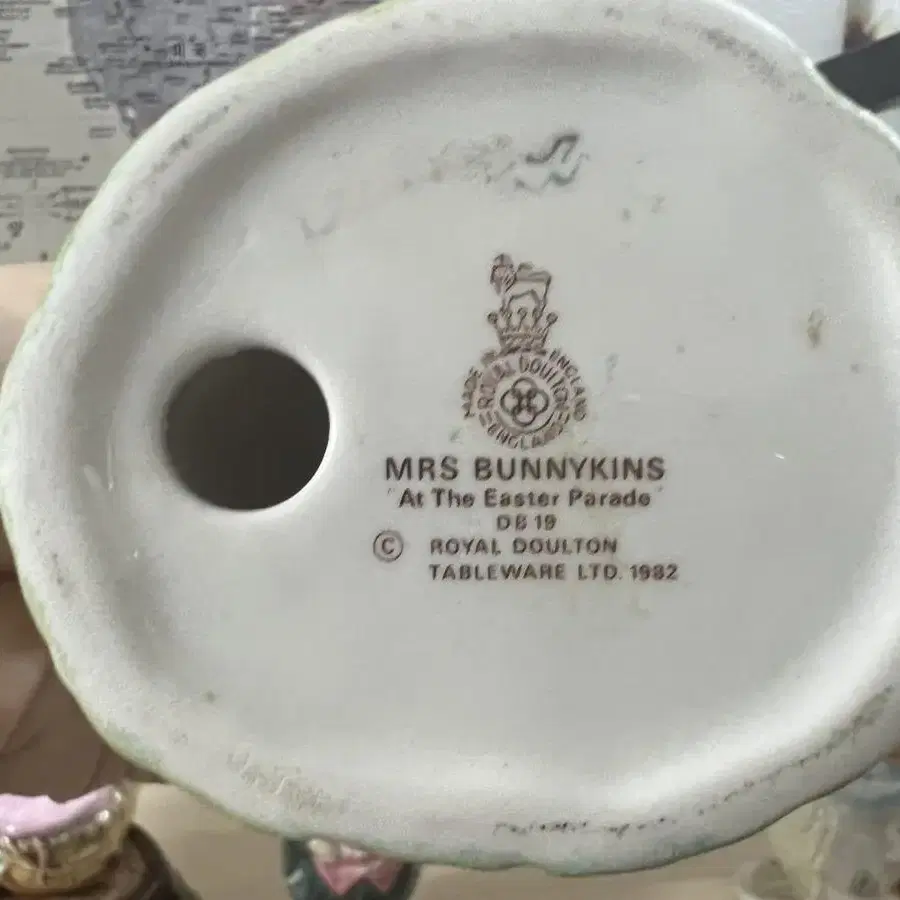 MADE IN ENGLAND
ROYAL DOULTON
ENGLAND
MRS BUNNYKINS
"At The Easter Parade"
DB 19
© ROYAL DOULTON
TABLEWARE LTD. 1982